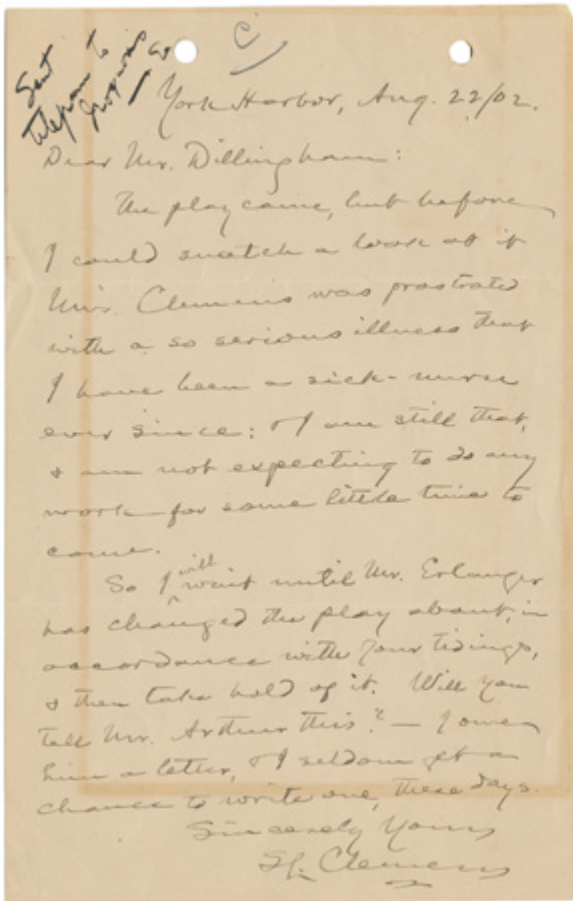 Sent
telegram to
C
York Harbor, Aug. 22/02.
Dear Mr. Dillingham:
The play came, but before
I could snatch a look at it
Mrs. Clemens was prostrated
with a so serious illness that
I have been a sick-nurse
ever since; & I am still that,
& am not expecting to do any
work for some little time to
come.
So I will wait until Mr. Erlanger
has changed the play about, in
accordance with your tidings,
& then take hold of it. Will you
tell Mr. Arthur this? — I owe
him a letter, & I seldom get a
chance to write one, these days.
Sincerely Yours
SL. Clemens